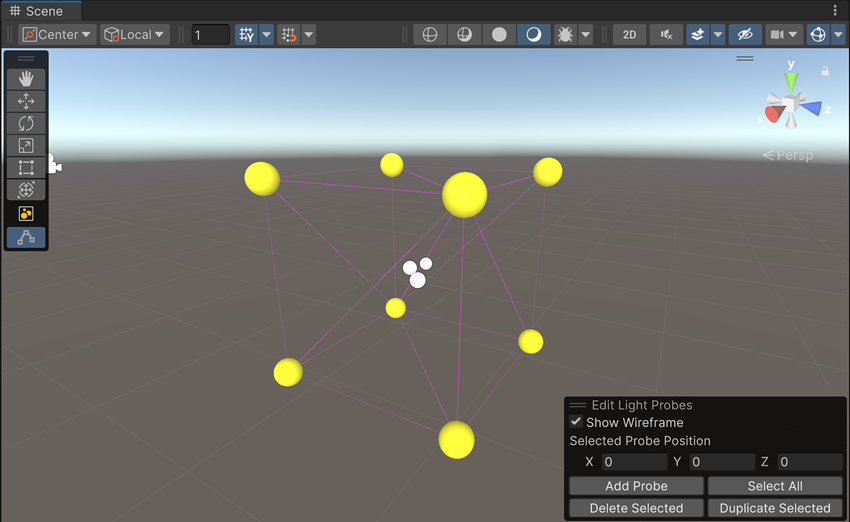 Scene
Center Local 1 2D
y
x z
Persp
Edit Light Probes
Show Wireframe
Selected Probe Position
X 0 Y 0 Z 0
Add Probe Select All
Delete Selected Duplicate Selected